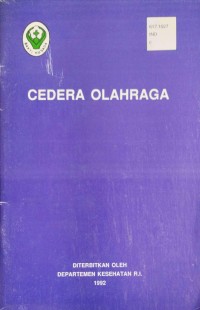 CEDERA OLAHRAGA
DITERBITKAN OLEH
DEPARTEMEN KESEHATAN R.I.
1992